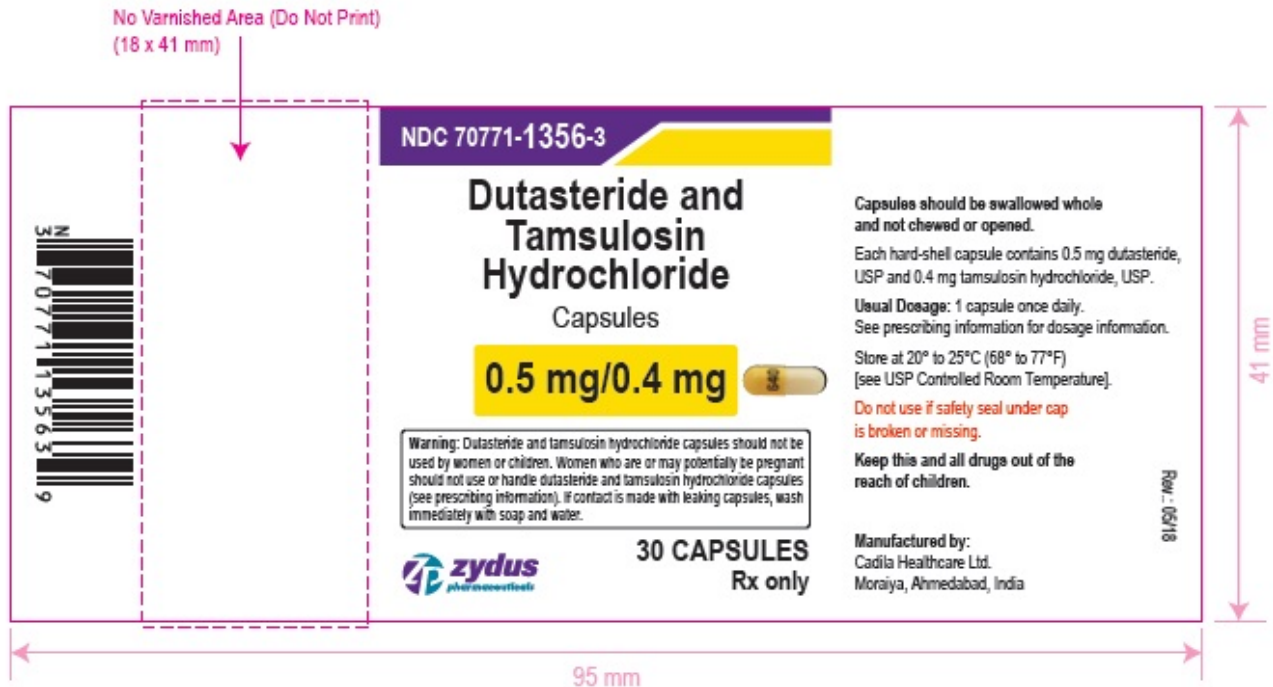 No Varnished Area (Do Not Print)
(18 x 41 mm)
N
3
70771 13563
9
NDC 70771-1356-3
Dutasteride and
Tamsulosin
Hydrochloride
Capsules
0.5 mg/0.4 mg
640
Warning: Dutasteride and tamsulosin hydrochloride capsules should not be
used by women or children. Women who are or may potentially be pregnant
should not use or handle dutasteride and tamsulosin hydrochloride capsules
(see prescribing information). If contact is made with leaking capsules, wash
immediately with soap and water.
zydus
pharmaceuticals
30 CAPSULES
Rx only
Capsules should be swallowed whole
and not chewed or opened.
Each hard-shell capsule contains 0.5 mg dutasteride,
USP and 0.4 mg tamsulosin hydrochloride, USP.
Usual Dosage: 1 capsule once daily.
See prescribing information for dosage information.
Store at 20° to 25°C (68° to 77°F)
[see USP Controlled Room Temperature].
Do not use if safety seal under cap
is broken or missing.
Keep this and all drugs out of the
reach of children.
Manufactured by:
Cadila Healthcare Ltd.
Moraiya, Ahmedabad, India
Rev.: 05/18
41 mm
95 mm